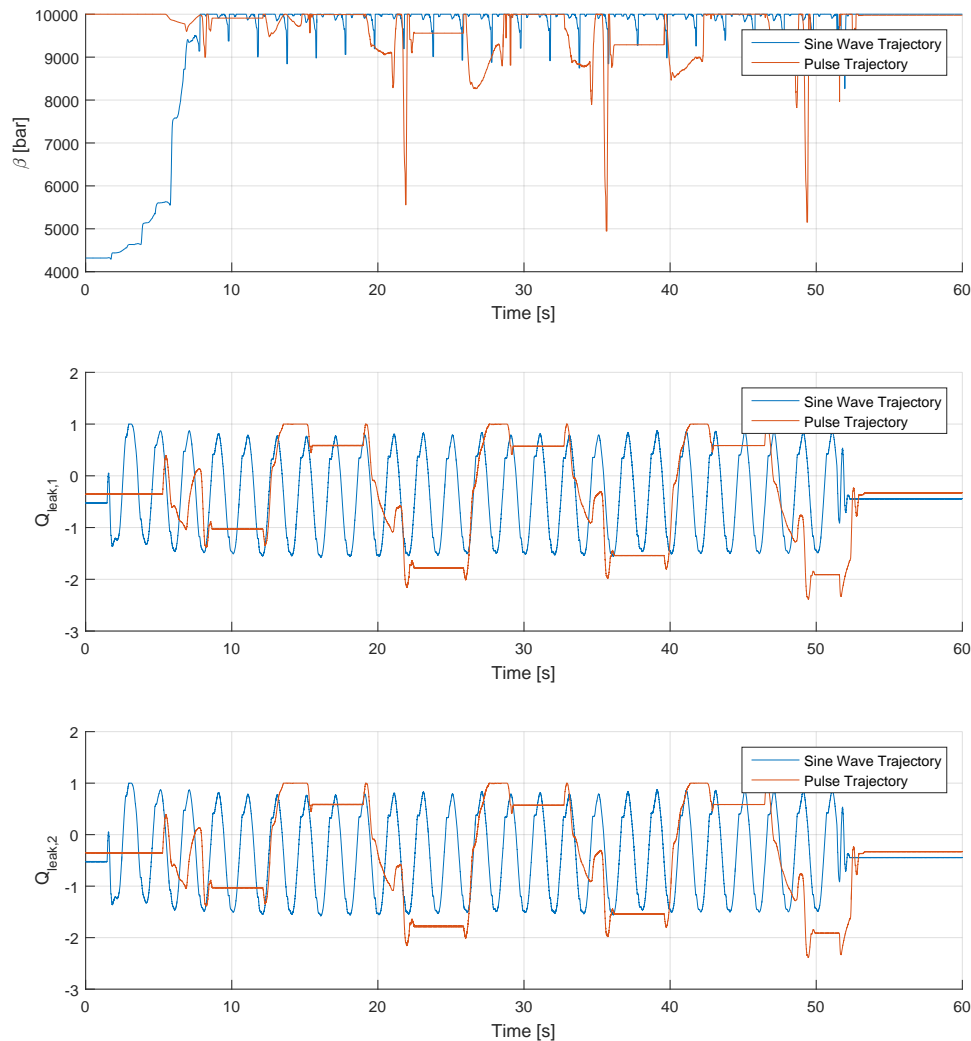 10000
9000
8000
7000
6000
5000
4000
β [bar]
0 10 20 30 40 50 60
Time [s]
Sine Wave Trajectory
Pulse Trajectory
2
1
0
-1
-2
-3
Qleak,1
0 10 20 30 40 50 60
Time [s]
Sine Wave Trajectory
Pulse Trajectory
2
1
0
-1
-2
-3
Qleak,2
0 10 20 30 40 50 60
Time [s]
Sine Wave Trajectory
Pulse Trajectory